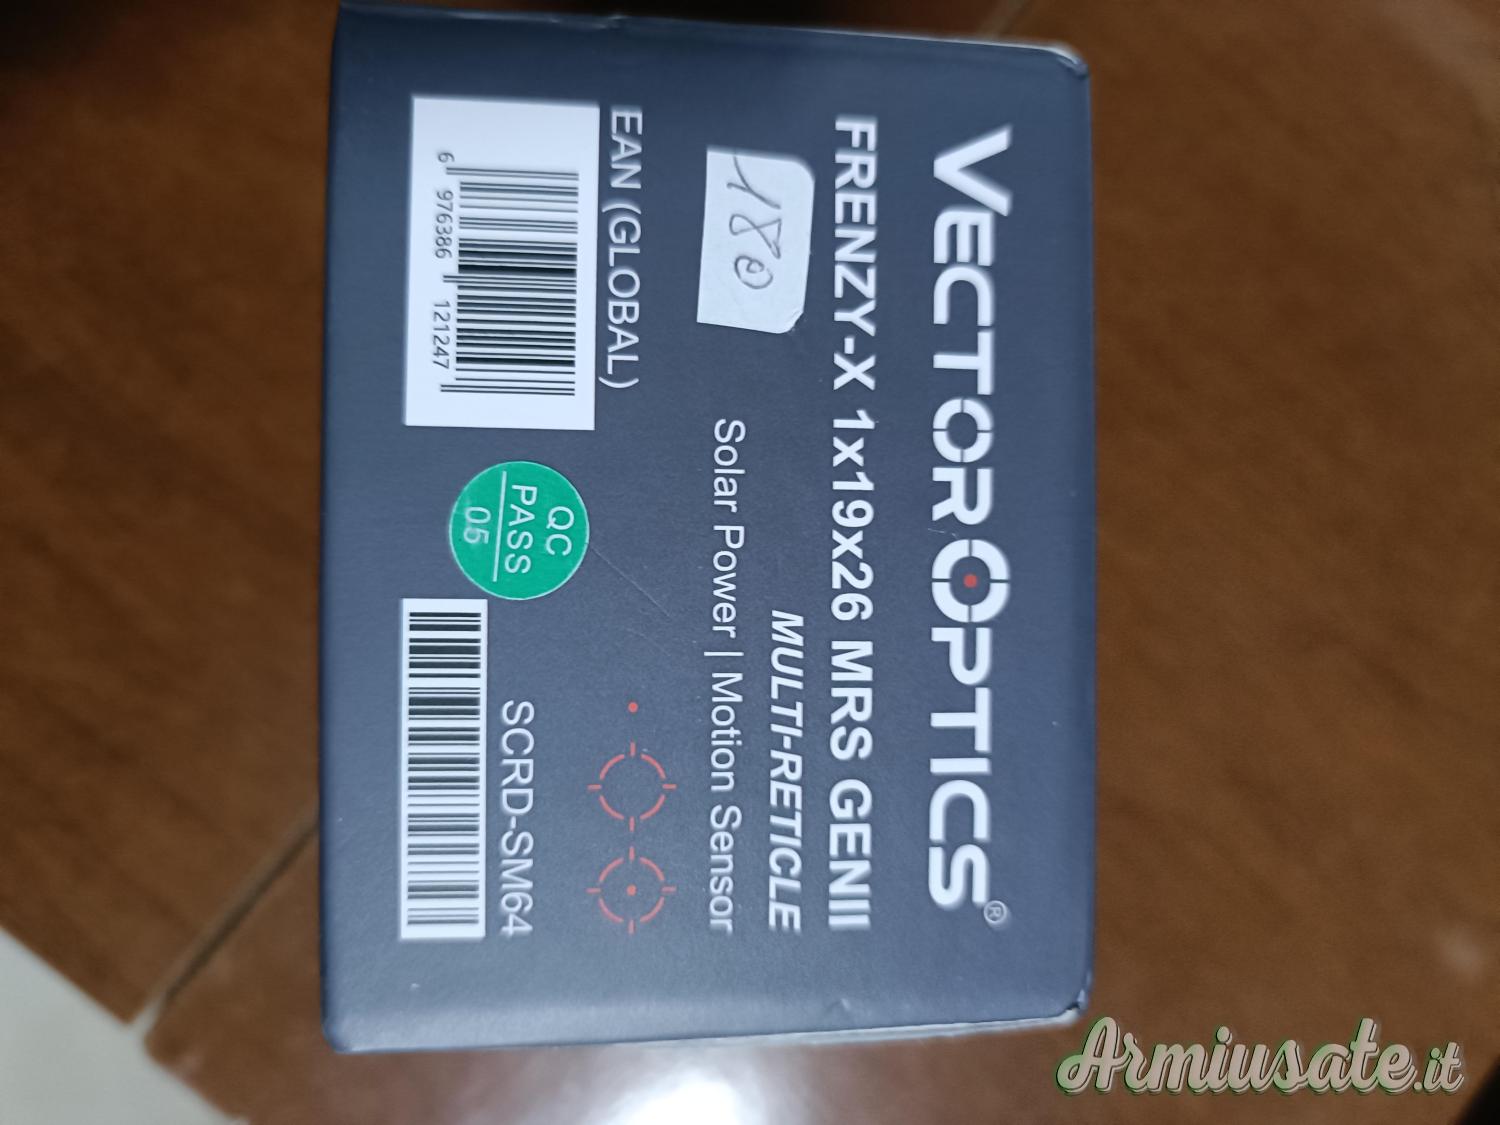 VECTOR OPTICS®
FRENZY-X 1x19x26 MRS GENII
MULTI-RETICLE
180
Solar Power | Motion Sensor
EAN (GLOBAL)
6 976386 121247
QC
PASS
05
SCRD-SM64
Armiusate.it